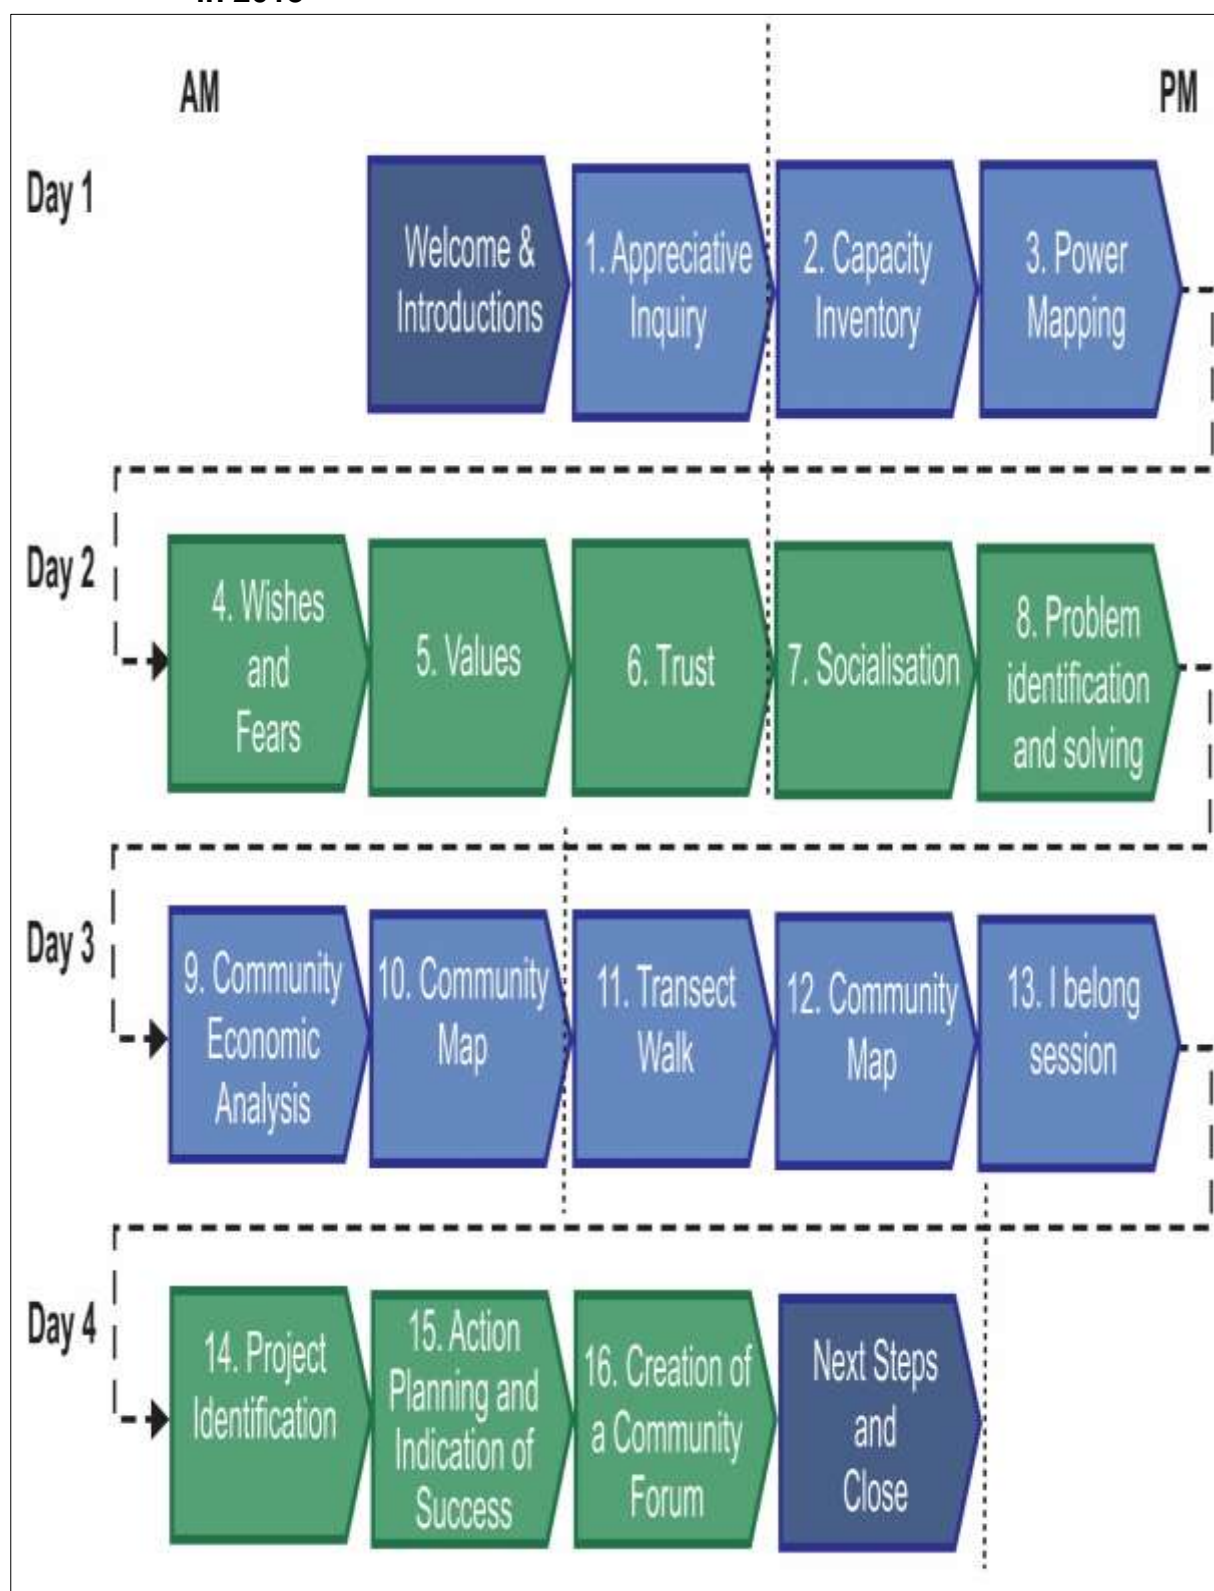 in 2016
AM
PM
Day 1
Welcome &
Introductions
1. Appreciative
Inquiry
2. Capacity
Inventory
3. Power
Mapping
Day 2
4. Wishes
and
Fears
5. Values
6. Trust
7. Socialisation
8. Problem
identification
and solving
Day 3
9. Community
Economic
Analysis
10. Community
Map
11. Transect
Walk
12. Community
Map
13. I belong
session
Day 4
14. Project
Identification
15. Action
Planning and
Indication of
Success
16. Creation of
a Community
Forum
Next Steps
and
Close